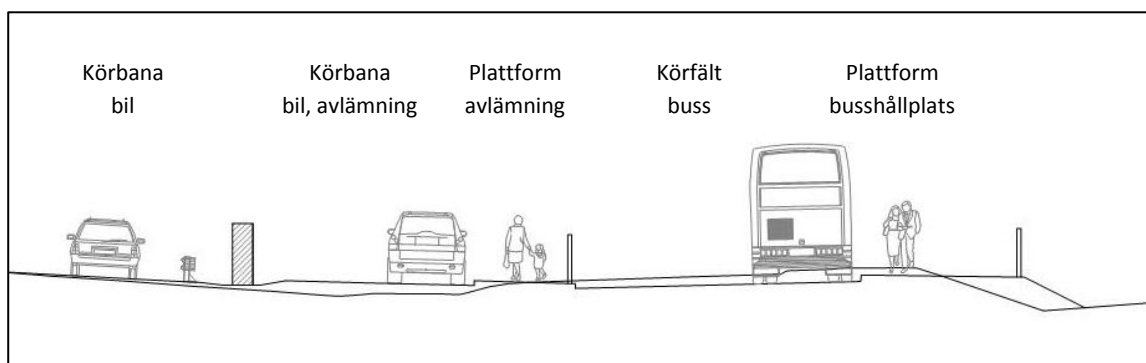 Körbana
bil
Körbana
bil, avlämning
Plattform
avlämning
Körfält
buss
Plattform
busshållplats